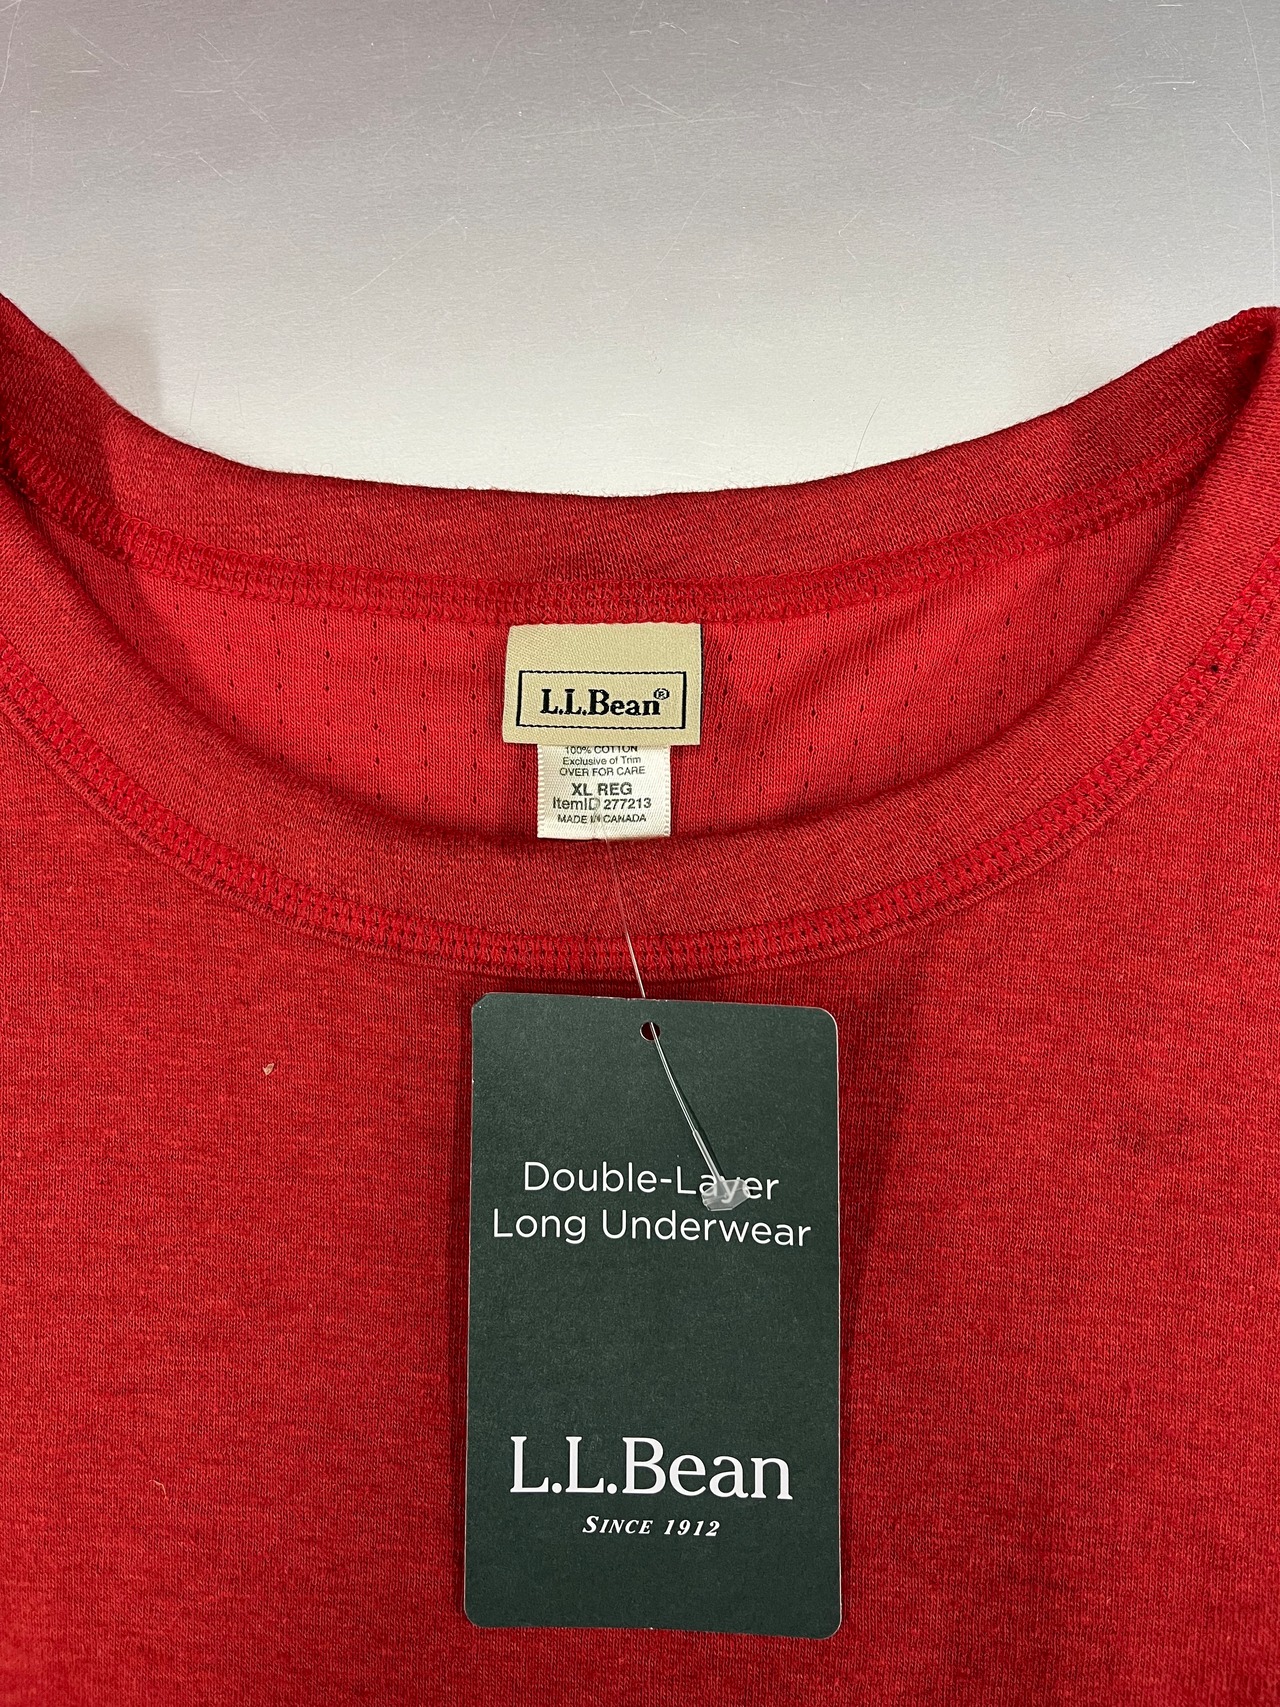 L.L.Bean®
100% COTTON
Exclusive of Trim
OVER FOR CARE
XL REG
ItemID 277213
MADE IN CANADA
Double-Layer
Long Underwear
L.L.Bean
SINCE 1912